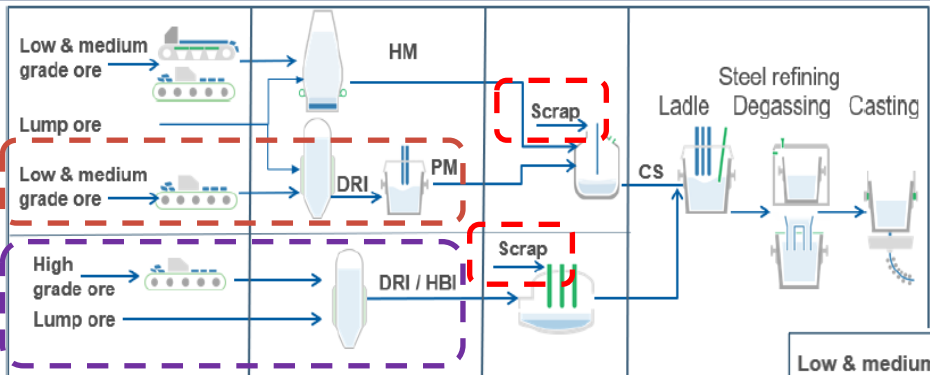 Low & medium
grade ore
HM
Lump ore
Scrap
Steel refining
Ladle Degassing Casting
Low & medium
grade ore
DRI
PM
CS
High
grade ore
Lump ore
DRI / HBI
Scrap
Low & medium